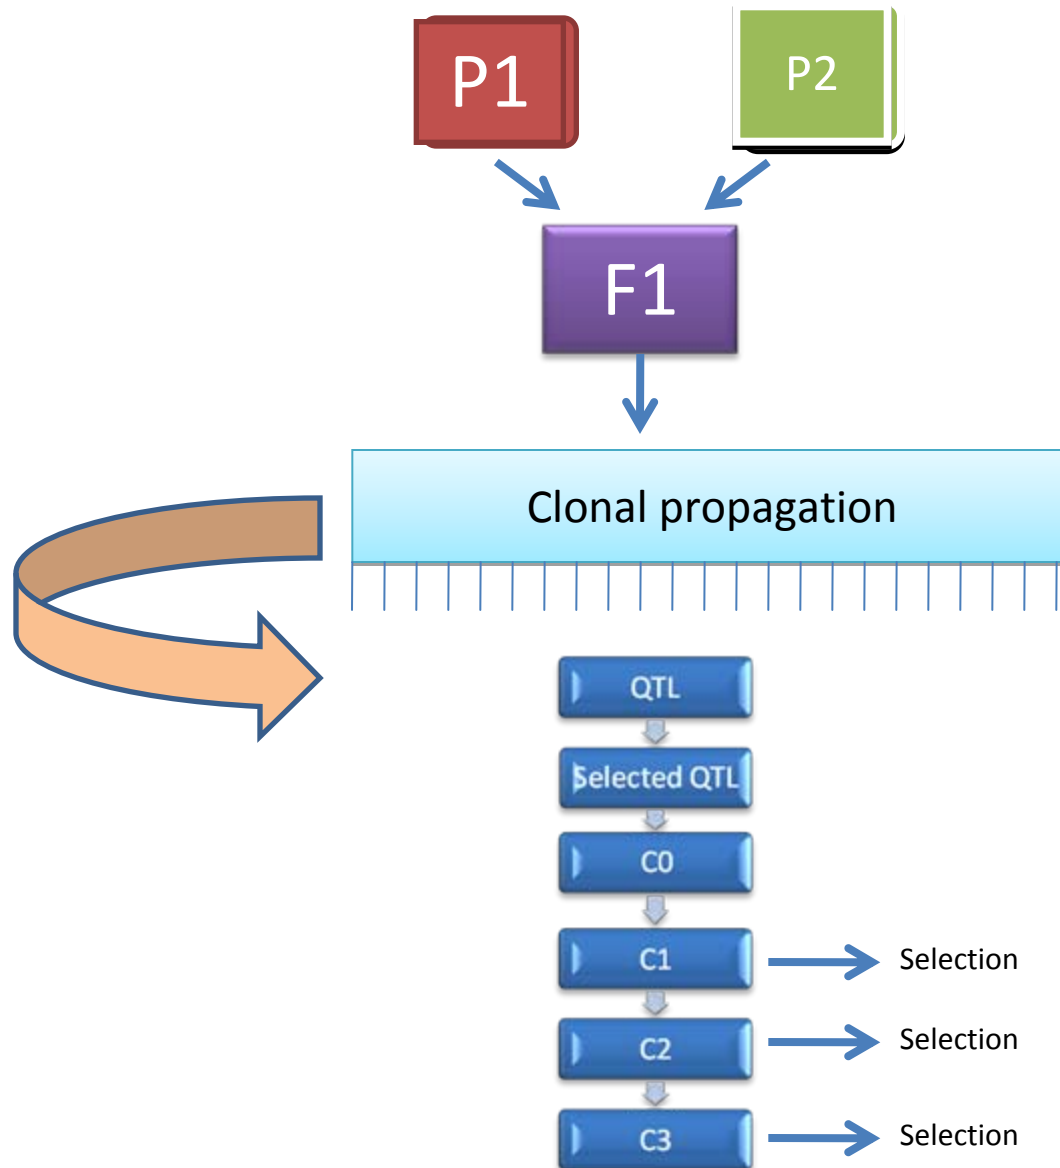 P1
P2
F1
Clonal propagation
QTL
Selected QTL
C0
C1
Selection
C2
Selection
C3
Selection